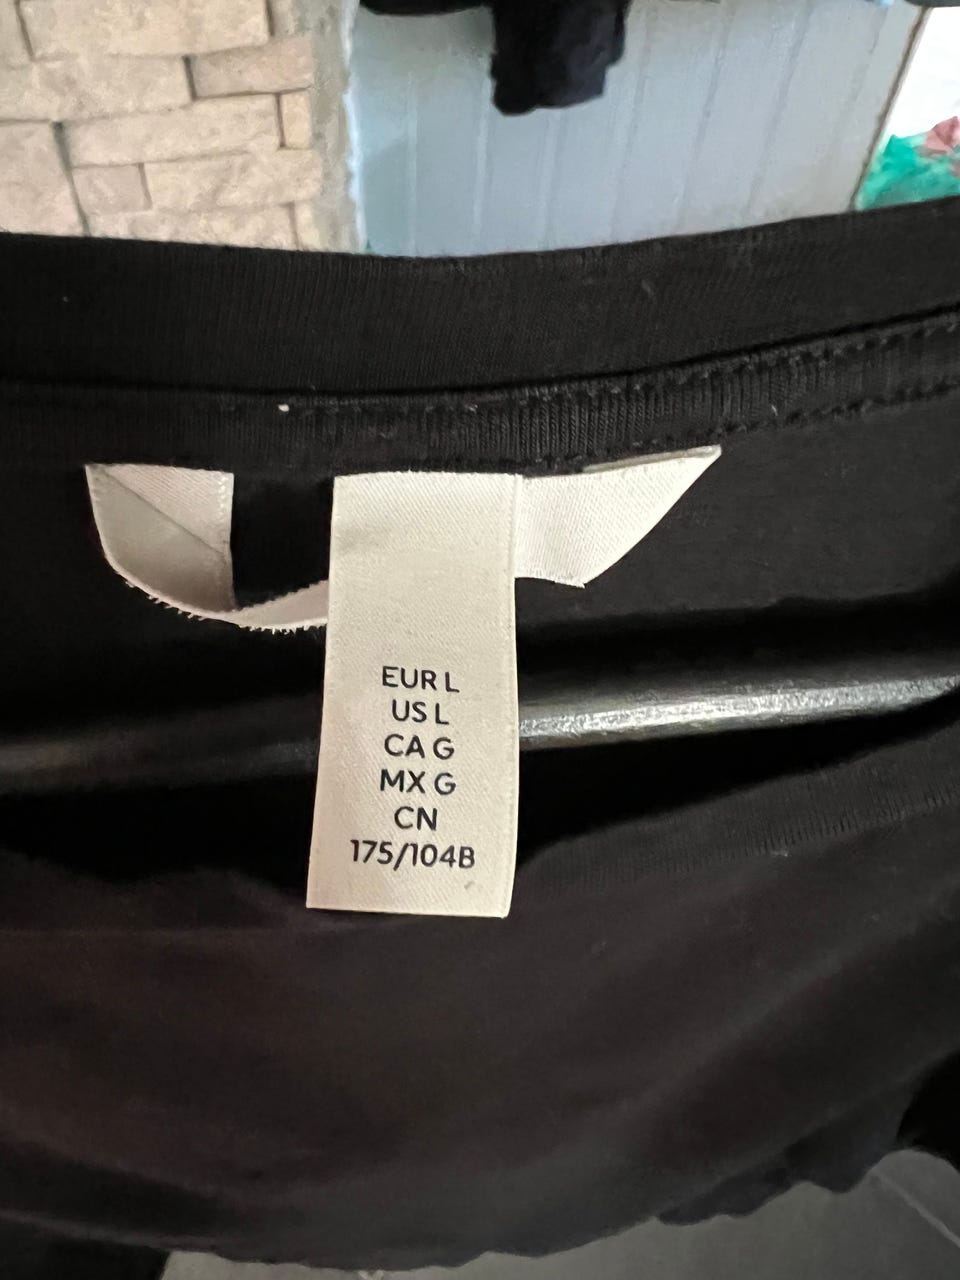 EUR L
US L
CA G
MX G
CN
175/104B